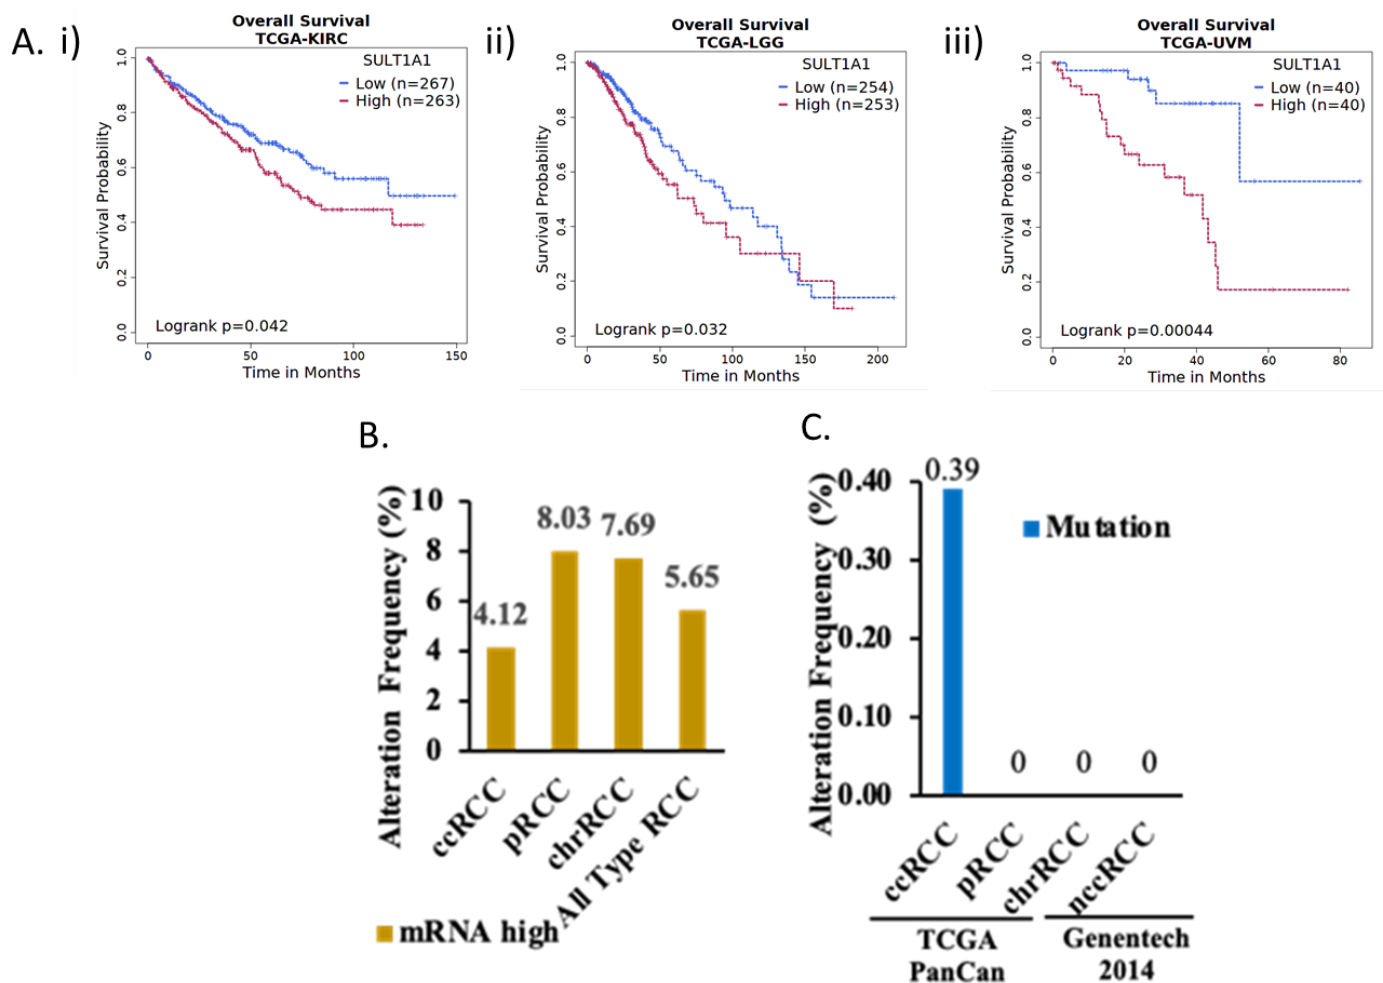 A. i)
Overall Survival
TCGA-KIRC
SULT1A1
Low (n=267)
High (n=263)
Survival Probability
1.0
0.8
0.6
0.4
0.2
0.0
Logrank p=0.042
0 50 100 150
Time in Months
ii)
Overall Survival
TCGA-LGG
SULT1A1
Low (n=254)
High (n=253)
Survival Probability
1.0
0.8
0.6
0.4
0.2
0.0
Logrank p=0.032
0 50 100 150 200
Time in Months
iii)
Overall Survival
TCGA-UVM
SULT1A1
Low (n=40)
High (n=40)
Survival Probability
1.0
0.8
0.6
0.4
0.2
0.0
Logrank p=0.00044
0 20 40 60 80
Time in Months
B.
Alteration Frequency (%)
10
8
6
4
2
0
4.12
8.03
7.69
5.65
ccRCC
pRCC
chrRCC
All Type RCC
mRNA high
C.
Alteration Frequency (%)
0.40
0.30
0.20
0.10
0.00
0.39
0
0
0
Mutation
ccRCC
pRCC
chrRCC
nccRCC
TCGA
PanCan
Genentech
2014